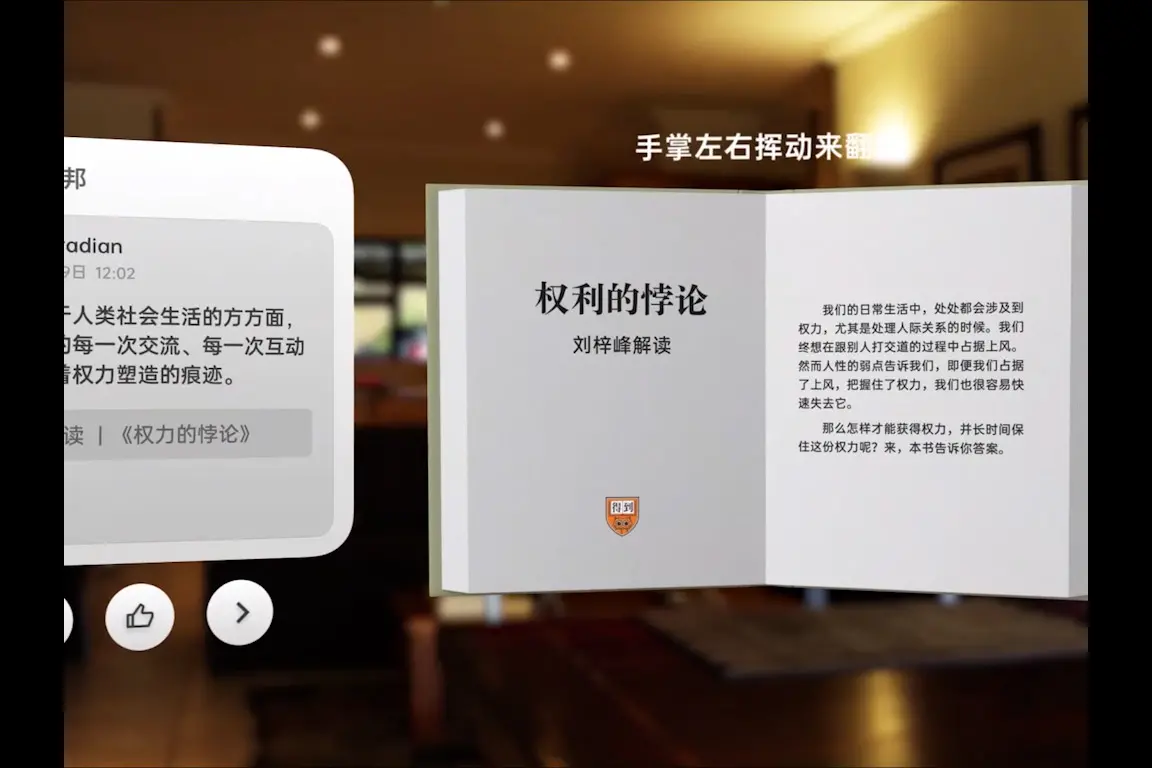 邦
radian
9日 12:02
人类社会生活的方方面，
每一次交流、每一次互动
着权力塑造的痕迹。
读 | 《权力的悖论》
手掌左右挥动来翻
权利的悖论
刘梓峰解读
得到
我们的日常生活中，处处都会涉及到
权力，尤其是处理人际关系的时候。我们
终想在跟别人打交道的过程中占据上风。
然而人性的弱点告诉我们，即便我们占据
了上风，把握住了权力，我们也很容易快
速失去它。
那么怎样才能获得权力，并长时间保
住这份权力呢？来，本书告诉你答案。